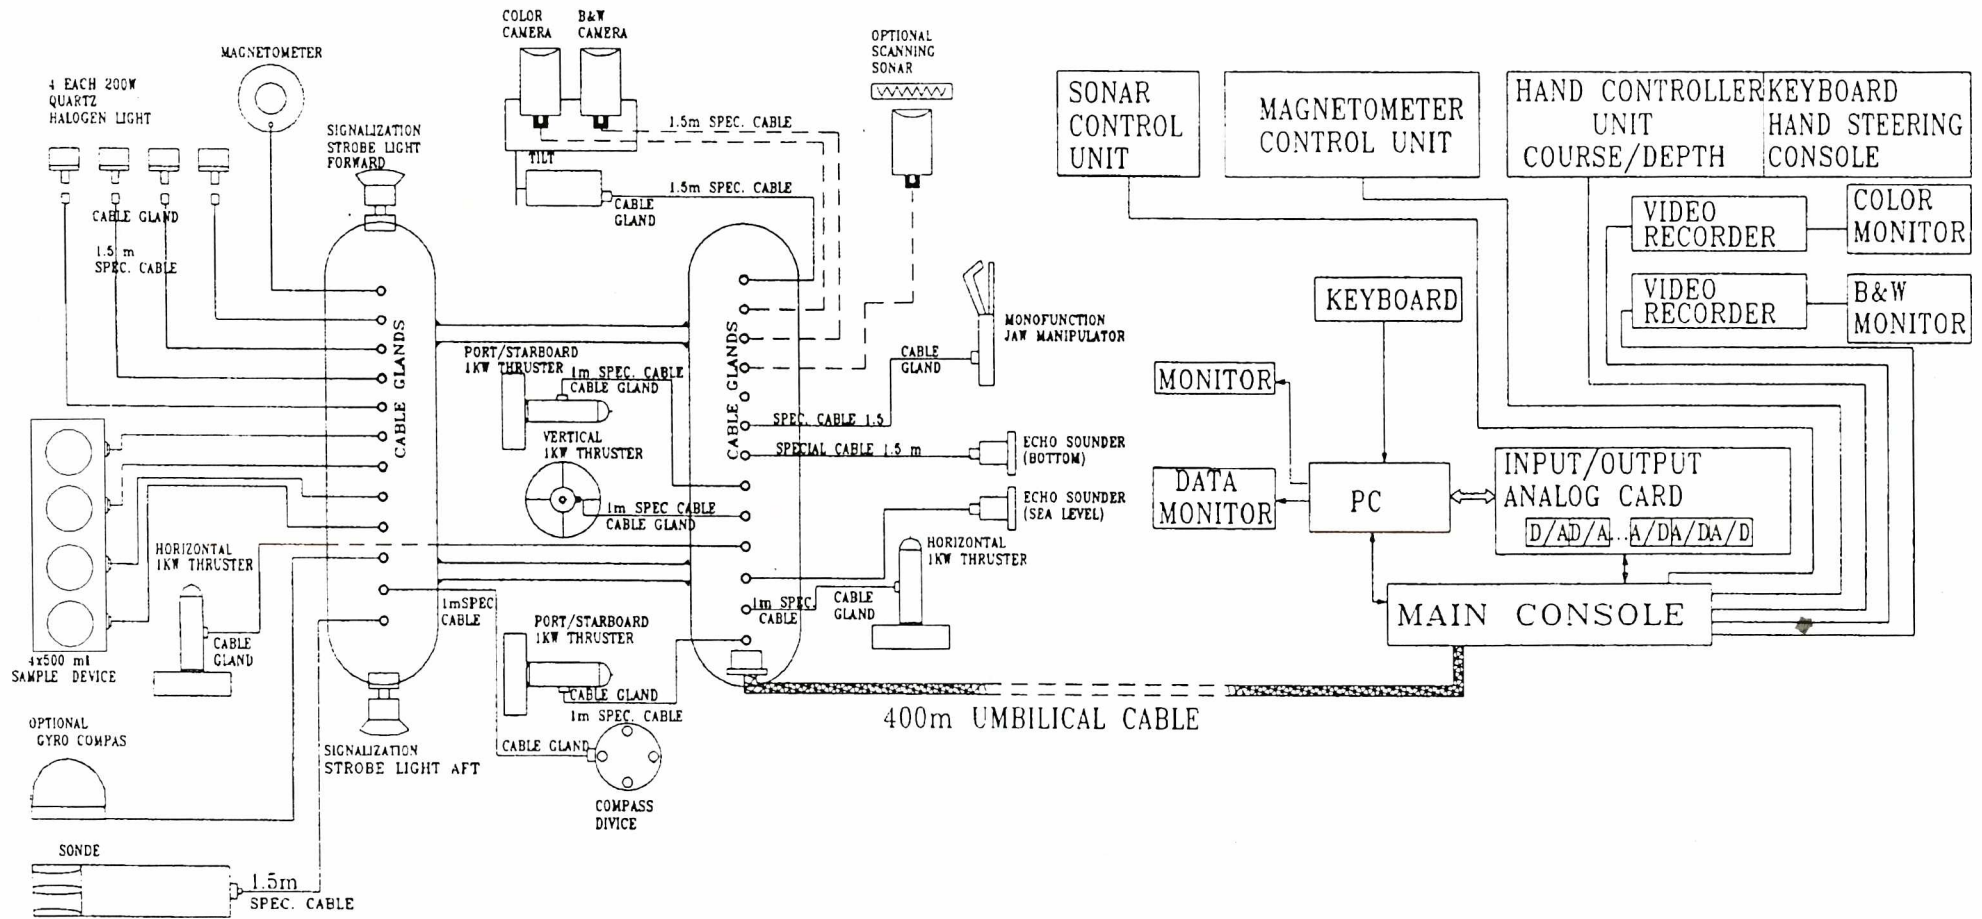 COLOR
CAMERA
B&W
CAMERA
OPTIONAL
SCANNING
SONAR
MAGNETOMETER
4 EACH 200W
QUARTZ
HALOGEN LIGHT
SIGNALIZATION
STROBE LIGHT
FORWARD
1.5m SPEC. CABLE
TILT
1.5m SPEC. CABLE
CABLE
GLAND
CABLE GLAND
1.5 m
SPEC. CABLE
CABLE GLANDS
CABLE GLANDS
MONOFUNCTION
JAW MANIPULATOR
CABLE
GLAND
PORT/STARBOARD
1KW THRUSTER
1m SPEC. CABLE
CABLE GLAND
SPEC. CABLE 1.5
VERTICAL
1KW THRUSTER
SPECIAL CABLE 1.5 m
ECHO SOUNDER
(BOTTOM)
1m SPEC CABLE
CABLE GLAND
ECHO SOUNDER
(SEA LEVEL)
HORIZONTAL
1KW THRUSTER
HORIZONTAL
1KW THRUSTER
1mSPEC
CABLE
1m SPEC.
CABLE
CABLE
GLAND
PORT/STARBOARD
1KW THRUSTER
CABLE
GLAND
4x500 ml
SAMPLE DEVICE
CABLE GLAND
1m SPEC. CABLE
OPTIONAL
GYRO COMPAS
SIGNALIZATION
STROBE LIGHT AFT
CABLE GLAND
COMPASS
DIVICE
SONDE
1.5m
SPEC. CABLE
400m UMBILICAL CABLE
SONAR
CONTROL
UNIT
MAGNETOMETER
CONTROL UNIT
HAND CONTROLLER
UNIT
COURSE/DEPTH
KEYBOARD
HAND STEERING
CONSOLE
VIDEO
RECORDER
COLOR
MONITOR
VIDEO
RECORDER
B&W
MONITOR
KEYBOARD
MONITOR
DATA
MONITOR
PC
INPUT/OUTPUT
ANALOG CARD
D/AD/A...A/DA/DA/D
MAIN CONSOLE